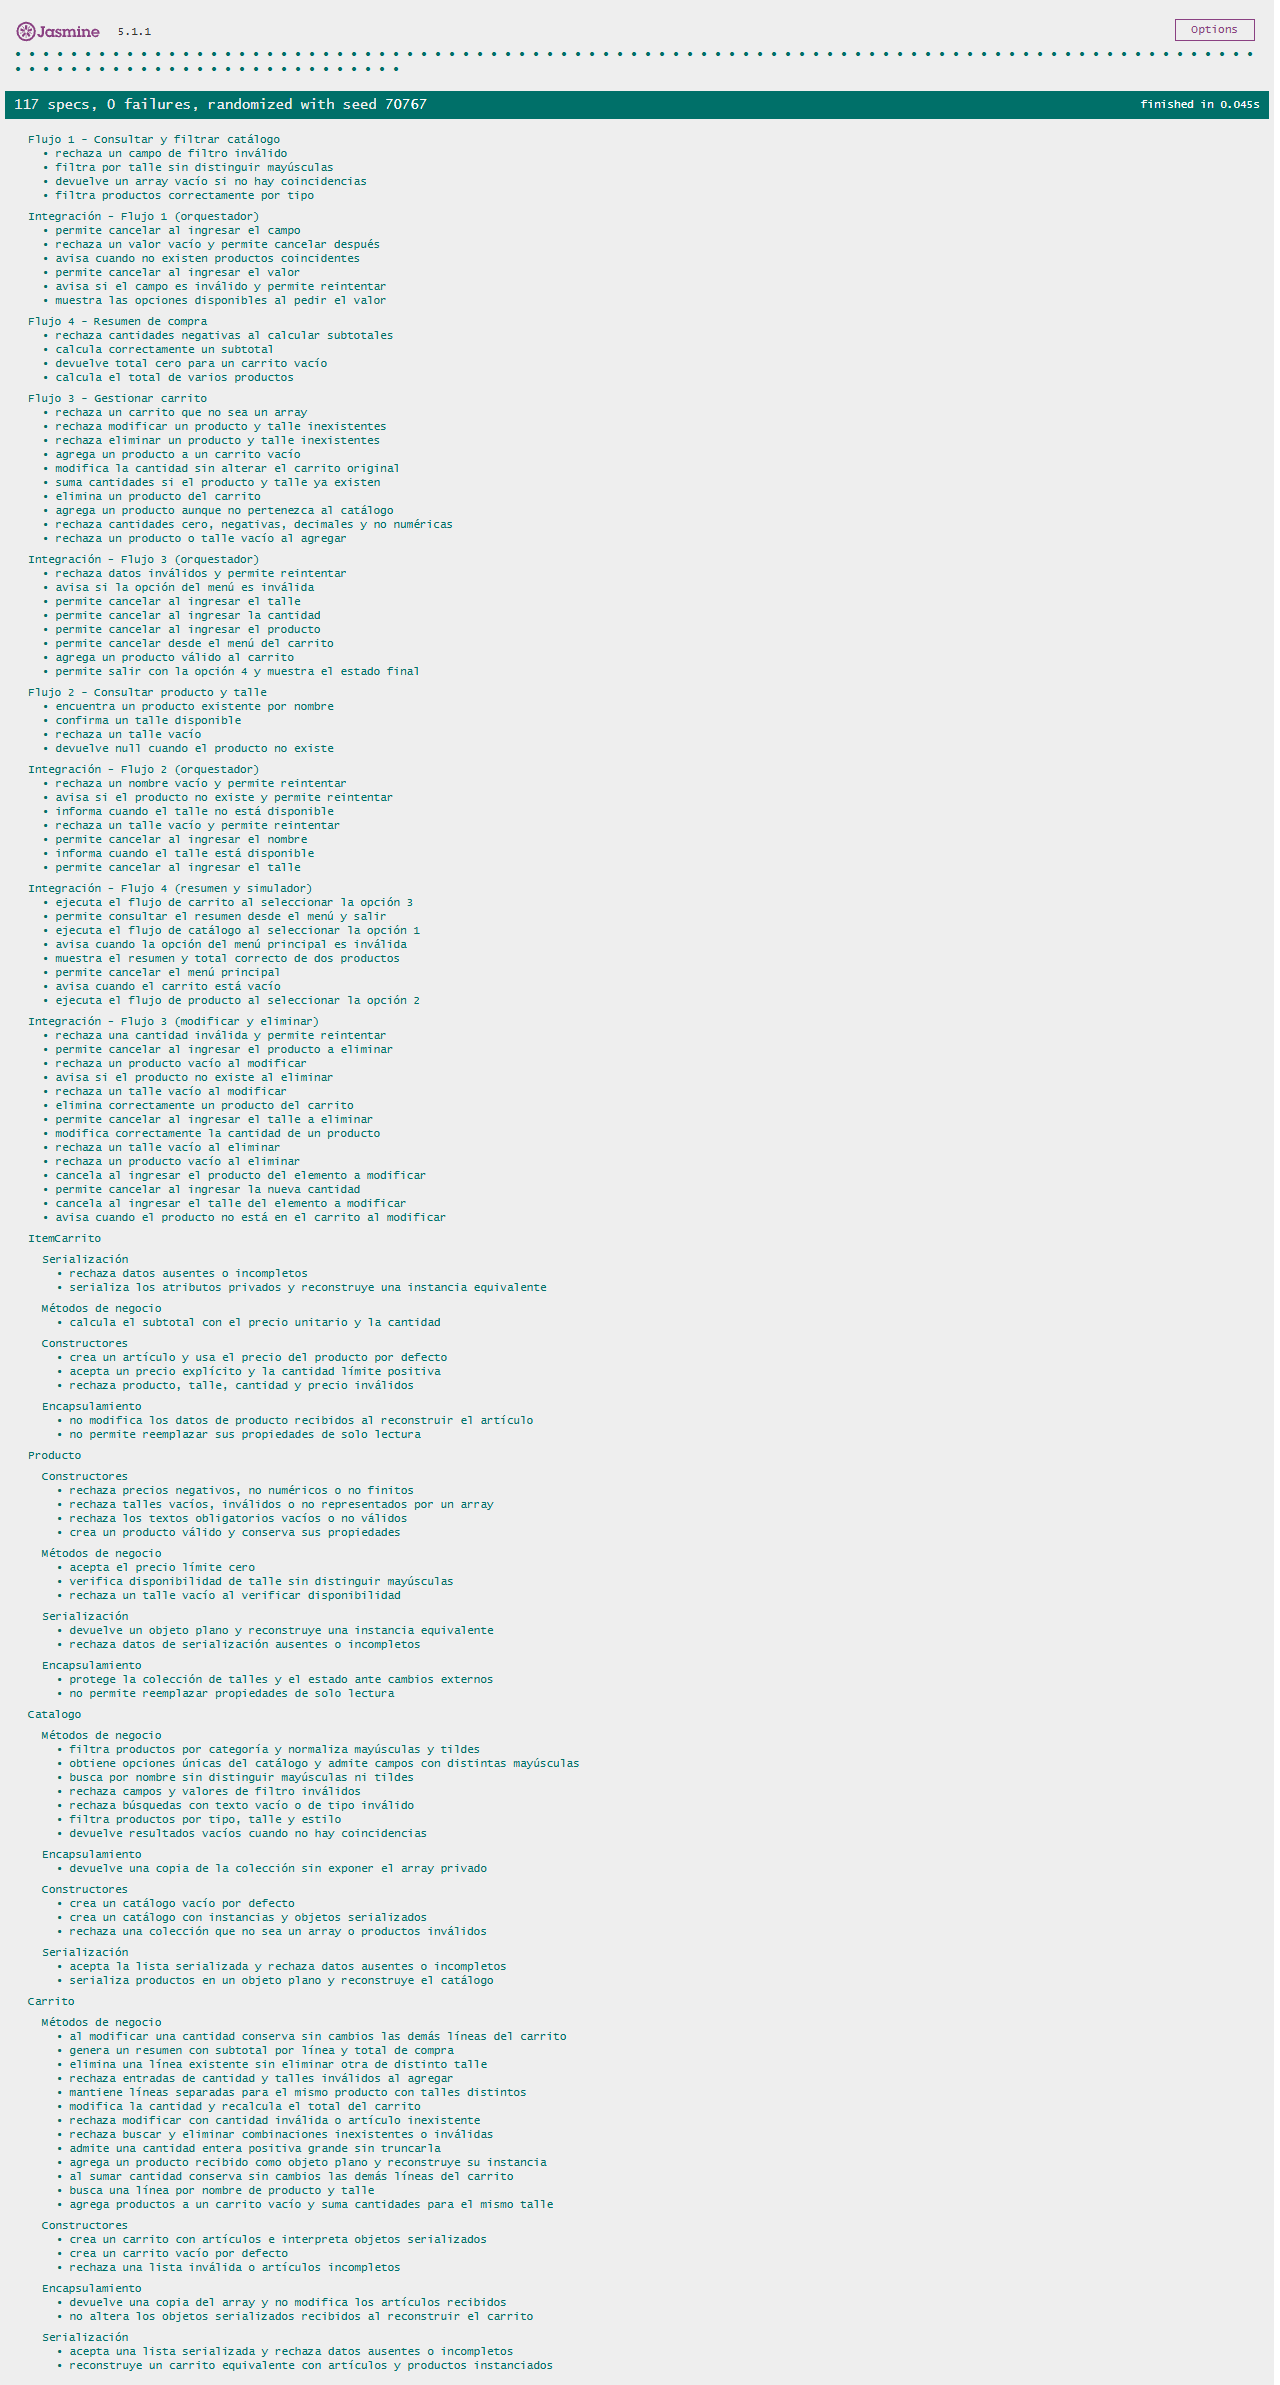 Jasmine 5.1.1 Options
117 specs, 0 failures, randomized with seed 70767 finished in 0.045s
Flujo 1 - Consultar y filtrar catálogo
• rechaza un campo de filtro inválido
• filtra por talle sin distinguir mayúsculas
• devuelve un array vacío si no hay coincidencias
• filtra productos correctamente por tipo
Integración - Flujo 1 (orquestador)
• permite cancelar al ingresar el campo
• rechaza un valor vacío y permite cancelar después
• avisa cuando no existen productos coincidentes
• permite cancelar al ingresar el valor
• avisa si el campo es inválido y permite reintentar
• muestra las opciones disponibles al pedir el valor
Flujo 4 - Resumen de compra
• rechaza cantidades negativas al calcular subtotales
• calcula correctamente un subtotal
• devuelve total cero para un carrito vacío
• calcula el total de varios productos
Flujo 3 - Gestionar carrito
• rechaza un carrito que no sea un array
• rechaza modificar un producto y talle inexistentes
• rechaza eliminar un producto y talle inexistentes
• agrega un producto a un carrito vacío
• modifica la cantidad sin alterar el carrito original
• suma cantidades si el producto y talle ya existen
• elimina un producto del carrito
• agrega un producto aunque no pertenezca al catálogo
• rechaza cantidades cero, negativas, decimales y no numéricas
• rechaza un producto o talle vacío al agregar
Integración - Flujo 3 (orquestador)
• rechaza datos inválidos y permite reintentar
• avisa si la opción del menú es inválida
• permite cancelar al ingresar el talle
• permite cancelar al ingresar la cantidad
• permite cancelar al ingresar el producto
• permite cancelar desde el menú del carrito
• agrega un producto válido al carrito
• permite salir con la opción 4 y muestra el estado final
Flujo 2 - Consultar producto y talle
• encuentra un producto existente por nombre
• confirma un talle disponible
• rechaza un talle vacío
• devuelve null cuando el producto no existe
Integración - Flujo 2 (orquestador)
• rechaza un nombre vacío y permite reintentar
• avisa si el producto no existe y permite reintentar
• informa cuando el talle no está disponible
• rechaza un talle vacío y permite reintentar
• permite cancelar al ingresar el nombre
• informa cuando el talle está disponible
• permite cancelar al ingresar el talle
Integración - Flujo 4 (resumen y simulador)
• ejecuta el flujo de carrito al seleccionar la opción 3
• permite consultar el resumen desde el menú y salir
• ejecuta el flujo de catálogo al seleccionar la opción 1
• avisa cuando la opción del menú principal es inválida
• muestra el resumen y total correcto de dos productos
• permite cancelar el menú principal
• avisa cuando el carrito está vacío
• ejecuta el flujo de producto al seleccionar la opción 2
Integración - Flujo 3 (modificar y eliminar)
• rechaza una cantidad inválida y permite reintentar
• permite cancelar al ingresar el producto a eliminar
• rechaza un producto vacío al modificar
• avisa si el producto no existe al eliminar
• rechaza un talle vacío al modificar
• elimina correctamente un producto del carrito
• permite cancelar al ingresar el talle a eliminar
• modifica correctamente la cantidad de un producto
• rechaza un talle vacío al eliminar
• rechaza un producto vacío al eliminar
• cancela al ingresar el producto del elemento a modificar
• permite cancelar al ingresar la nueva cantidad
• cancela al ingresar el talle del elemento a modificar
• avisa cuando el producto no está en el carrito al modificar
ItemCarrito
Serialización
• rechaza datos ausentes o incompletos
• serializa los atributos privados y reconstruye una instancia equivalente
Métodos de negocio
• calcula el subtotal con el precio unitario y la cantidad
Constructores
• crea un artículo y usa el precio del producto por defecto
• acepta un precio explícito y la cantidad límite positiva
• rechaza producto, talle, cantidad y precio inválidos
Encapsulamiento
• no modifica los datos de producto recibidos al reconstruir el artículo
• no permite reemplazar sus propiedades de solo lectura
Producto
Constructores
• rechaza precios negativos, no numéricos o no finitos
• rechaza talles vacíos, inválidos o no representados por un array
• rechaza los textos obligatorios vacíos o no válidos
• crea un producto válido y conserva sus propiedades
Métodos de negocio
• acepta el precio límite cero
• verifica disponibilidad de talle sin distinguir mayúsculas
• rechaza un talle vacío al verificar disponibilidad
Serialización
• devuelve un objeto plano y reconstruye una instancia equivalente
• rechaza datos de serialización ausentes o incompletos
Encapsulamiento
• protege la colección de talles y el estado ante cambios externos
• no permite reemplazar propiedades de solo lectura
Catalogo
Métodos de negocio
• filtra productos por categoría y normaliza mayúsculas y tildes
• obtiene opciones únicas del catálogo y admite campos con distintas mayúsculas
• busca por nombre sin distinguir mayúsculas ni tildes
• rechaza campos y valores de filtro inválidos
• rechaza búsquedas con texto vacío o de tipo inválido
• filtra productos por tipo, talle y estilo
• devuelve resultados vacíos cuando no hay coincidencias
Encapsulamiento
• devuelve una copia de la colección sin exponer el array privado
Constructores
• crea un catálogo vacío por defecto
• crea un catálogo con instancias y objetos serializados
• rechaza una colección que no sea un array o productos inválidos
Serialización
• acepta la lista serializada y rechaza datos ausentes o incompletos
• serializa productos en un objeto plano y reconstruye el catálogo
Carrito
Métodos de negocio
• al modificar una cantidad conserva sin cambios las demás líneas del carrito
• genera un resumen con subtotal por línea y total de compra
• elimina una línea existente sin eliminar otra de distinto talle
• rechaza entradas de cantidad y talles inválidos al agregar
• mantiene líneas separadas para el mismo producto con talles distintos
• modifica la cantidad y recalcula el total del carrito
• rechaza modificar con cantidad inválida o artículo inexistente
• rechaza buscar y eliminar combinaciones inexistentes o inválidas
• admite una cantidad entera positiva grande sin truncarla
• agrega un producto recibido como objeto plano y reconstruye su instancia
• al sumar cantidad conserva sin cambios las demás líneas del carrito
• busca una línea por nombre de producto y talle
• agrega productos a un carrito vacío y suma cantidades para el mismo talle
Constructores
• crea un carrito con artículos e interpreta objetos serializados
• crea un carrito vacío por defecto
• rechaza una lista inválida o artículos incompletos
Encapsulamiento
• devuelve una copia del array y no modifica los artículos recibidos
• no altera los objetos serializados recibidos al reconstruir el carrito
Serialización
• acepta una lista serializada y rechaza datos ausentes o incompletos
• reconstruye un carrito equivalente con artículos y productos instanciados